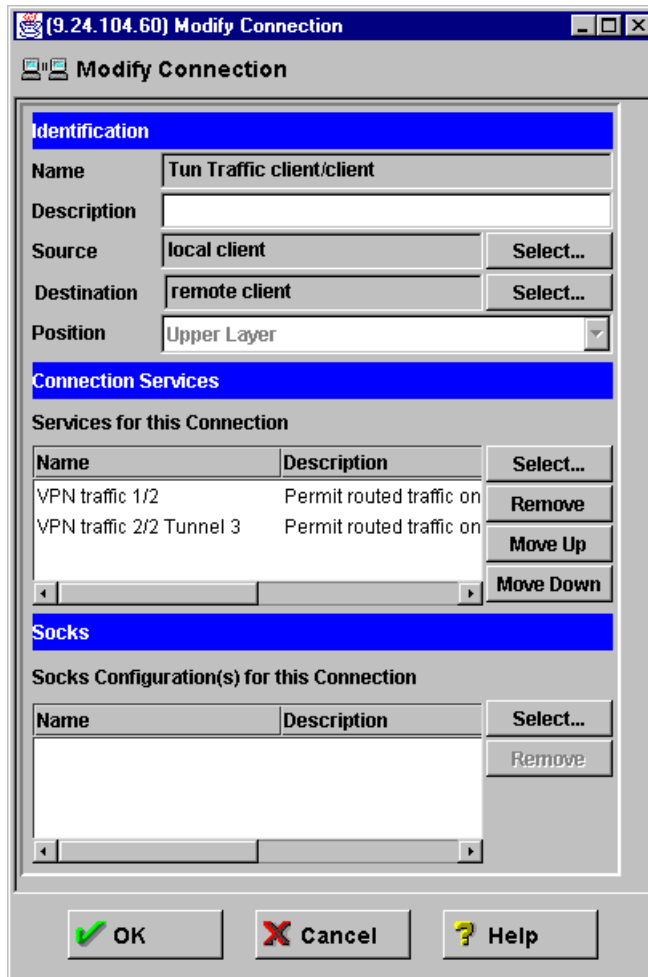 (9.24.104.60) Modify Connection
Modify Connection
Identification
Name Tun Traffic client/client
Description
Source local client Select...
Destination remote client Select...
Position Upper Layer
Connection Services
Services for this Connection
Name Description Select...
VPN traffic 1/2 Permit routed traffic on
Remove
VPN traffic 2/2 Tunnel 3 Permit routed traffic on
Move Up
Move Down
Socks
Socks Configuration(s) for this Connection
Name Description Select...
Remove
OK Cancel Help